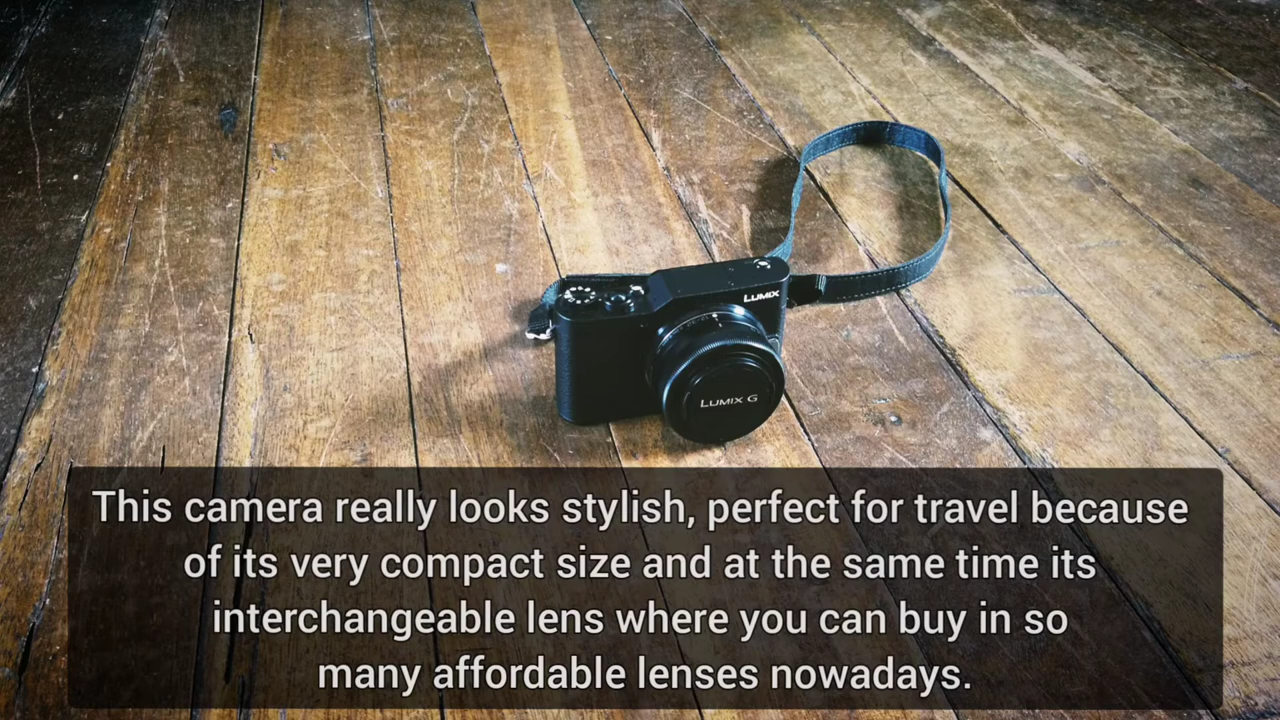 LUMIX
LUMIX G
This camera really looks stylish, perfect for travel because
of its very compact size and at the same time its
interchangeable lens where you can buy in so
many affordable lenses nowadays.